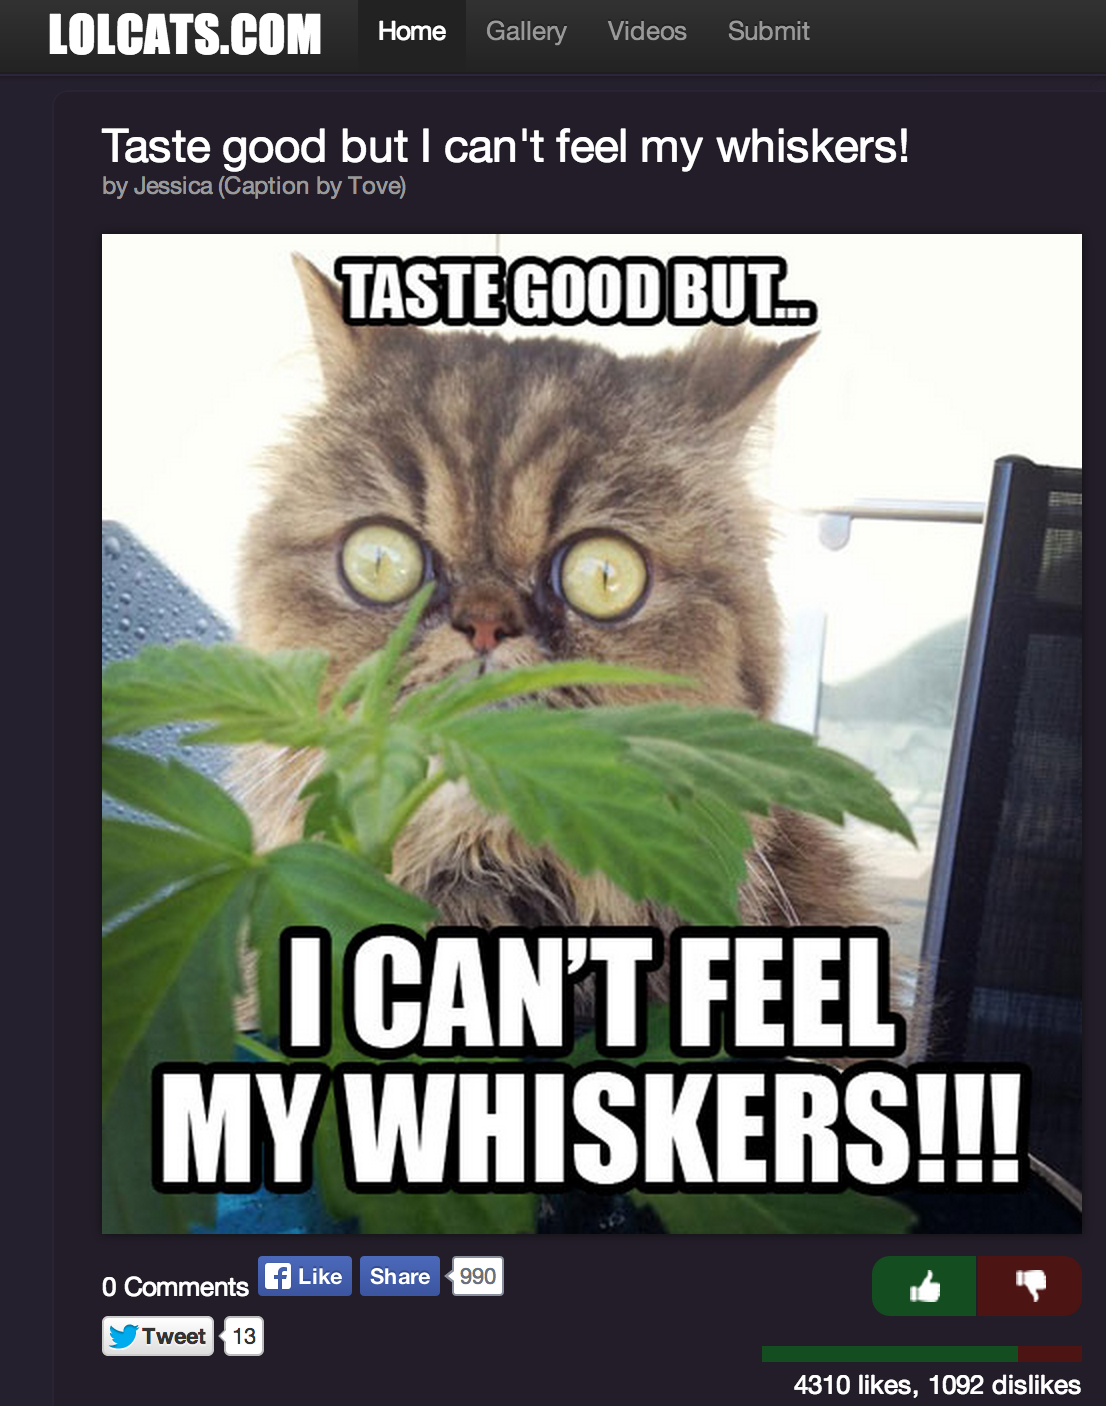 LOLCATS.COM Home Gallery Videos Submit
Taste good but I can't feel my whiskers!
by Jessica (Caption by Tove)
TASTE GOOD BUT...
I CAN'T FEEL
MY WHISKERS!!!
0 Comments Like Share 990
Tweet 13
4310 likes, 1092 dislikes